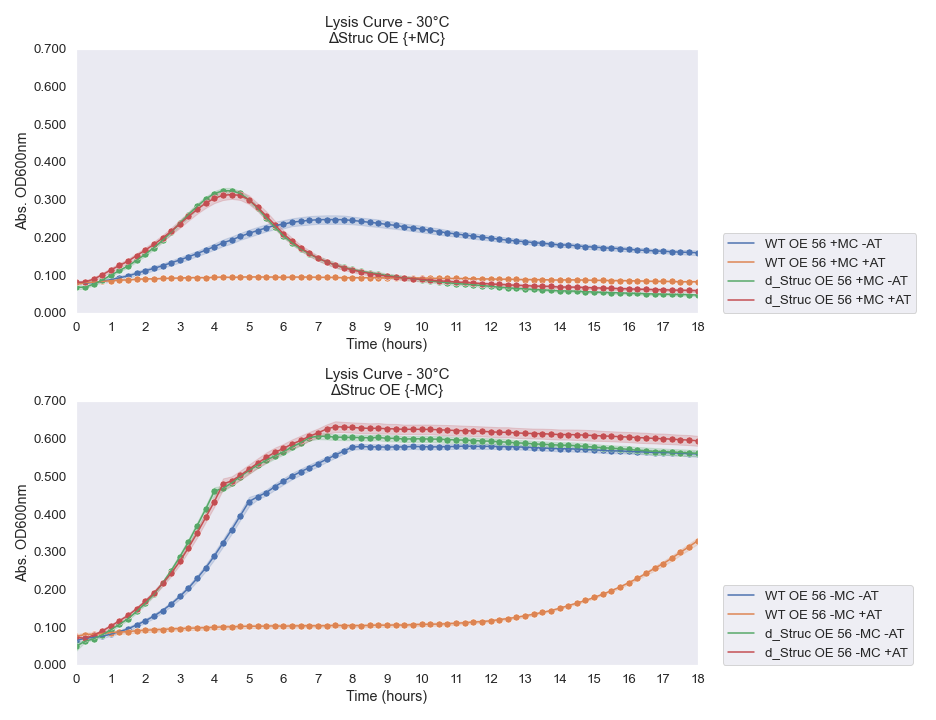 Lysis Curve - 30°C
ΔStruc OE {+MC}
0.700
0.600
0.500
0.400
0.300
0.200
0.100
0.000
Abs. OD600nm
0 1 2 3 4 5 6 7 8 9 10 11 12 13 14 15 16 17 18
Time (hours)
WT OE 56 +MC -AT
WT OE 56 +MC +AT
d_Struc OE 56 +MC -AT
d_Struc OE 56 +MC +AT
Lysis Curve - 30°C
ΔStruc OE {-MC}
0.700
0.600
0.500
0.400
0.300
0.200
0.100
0.000
Abs. OD600nm
0 1 2 3 4 5 6 7 8 9 10 11 12 13 14 15 16 17 18
Time (hours)
WT OE 56 -MC -AT
WT OE 56 -MC +AT
d_Struc OE 56 -MC -AT
d_Struc OE 56 -MC +AT